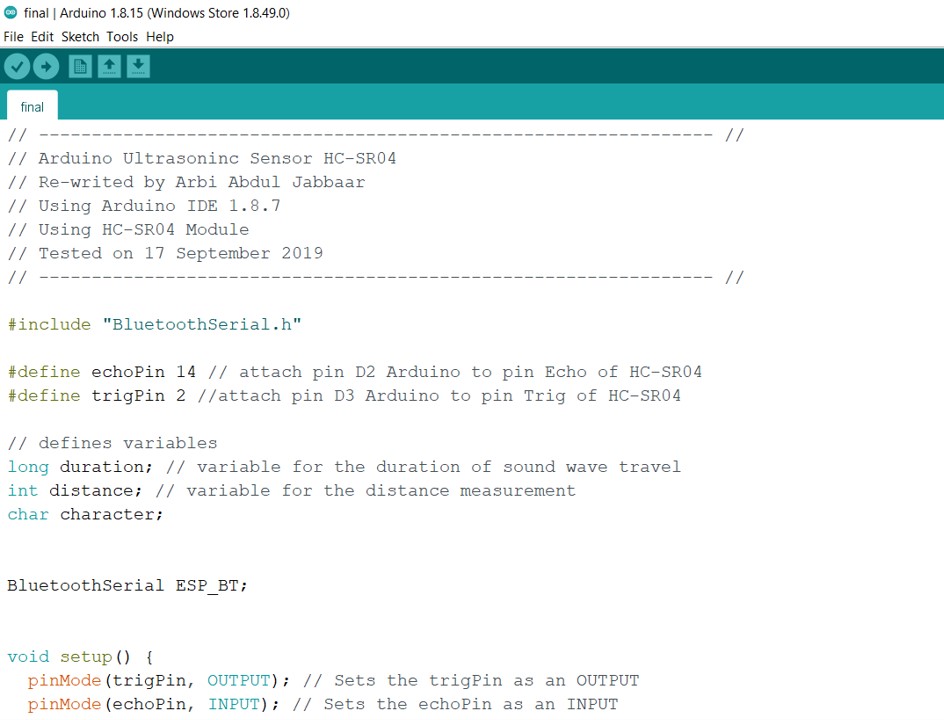 final | Arduino 1.8.15 (Windows Store 1.8.49.0)
File Edit Sketch Tools Help
final
// ---------------------------------------------------------------- //
// Arduino Ultrasoninc Sensor HC-SR04
// Re-writed by Arbi Abdul Jabbaar
// Using Arduino IDE 1.8.7
// Using HC-SR04 Module
// Tested on 17 September 2019
// ---------------------------------------------------------------- //
#include "BluetoothSerial.h"
#define echoPin 14 // attach pin D2 Arduino to pin Echo of HC-SR04
#define trigPin 2 //attach pin D3 Arduino to pin Trig of HC-SR04
// defines variables
long duration; // variable for the duration of sound wave travel
int distance; // variable for the distance measurement
char character;
BluetoothSerial ESP_BT;
void setup() {
pinMode(trigPin, OUTPUT); // Sets the trigPin as an OUTPUT
pinMode(echoPin, INPUT); // Sets the echoPin as an INPUT